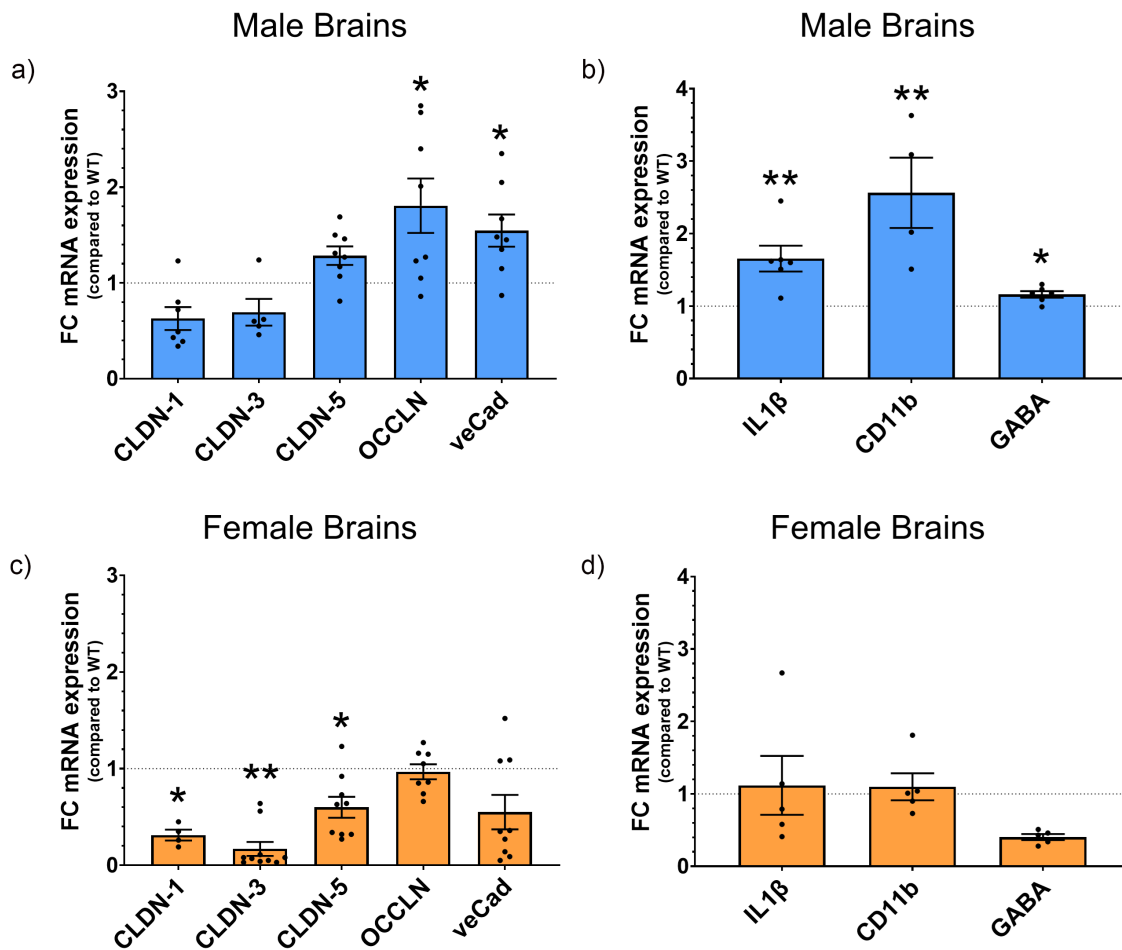 Male Brains
a)
FC mRNA expression
(compared to WT)
3
2
1
0
*
*
CLDN-1
CLDN-3
CLDN-5
OCCLN
veCad
Male Brains
b)
FC mRNA expression
(compared to WT)
4
3
2
1
0
**
**
*
IL1β
CD11b
GABA
Female Brains
c)
FC mRNA expression
(compared to WT)
3
2
1
0
*
**
*
CLDN-1
CLDN-3
CLDN-5
OCCLN
veCad
Female Brains
d)
FC mRNA expression
(compared to WT)
4
3
2
1
0
IL1β
CD11b
GABA